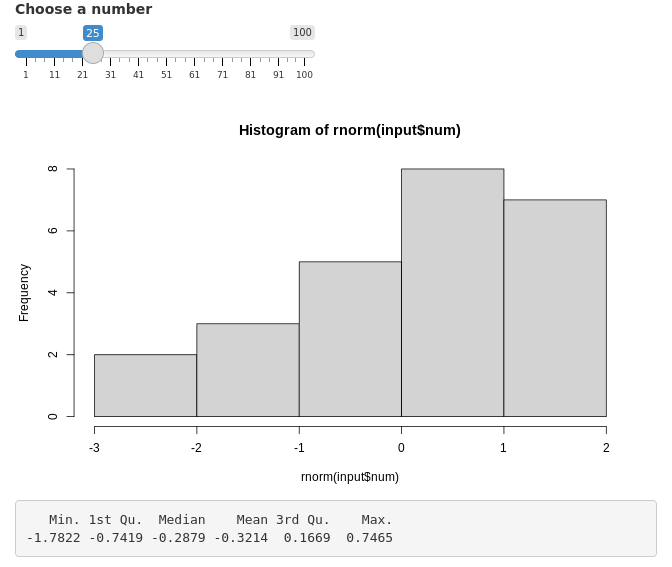 Choose a number
1 25 100
1 11 21 31 41 51 61 71 81 91 100
Histogram of rnorm(input$num)
8
6
4
2
0
Frequency
-3 -2 -1 0 1 2
rnorm(input$num)
Min. 1st Qu. Median Mean 3rd Qu. Max.
-1.7822 -0.7419 -0.2879 -0.3214 0.1669 0.7465